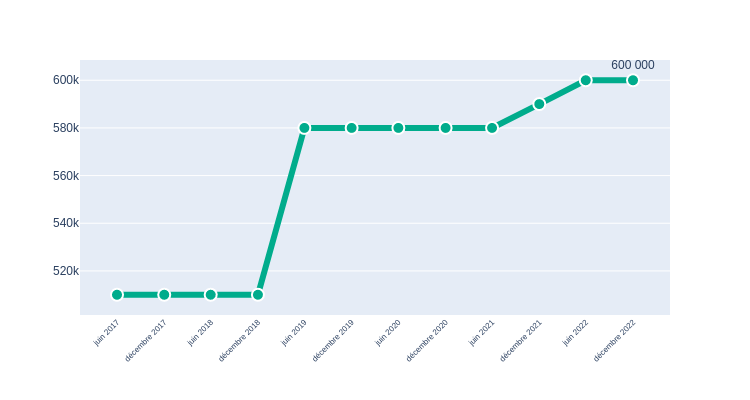 600 000
600k
580k
560k
540k
520k
juin 2017
décembre 2017
juin 2018
décembre 2018
juin 2019
décembre 2019
juin 2020
décembre 2020
juin 2021
décembre 2021
juin 2022
décembre 2022